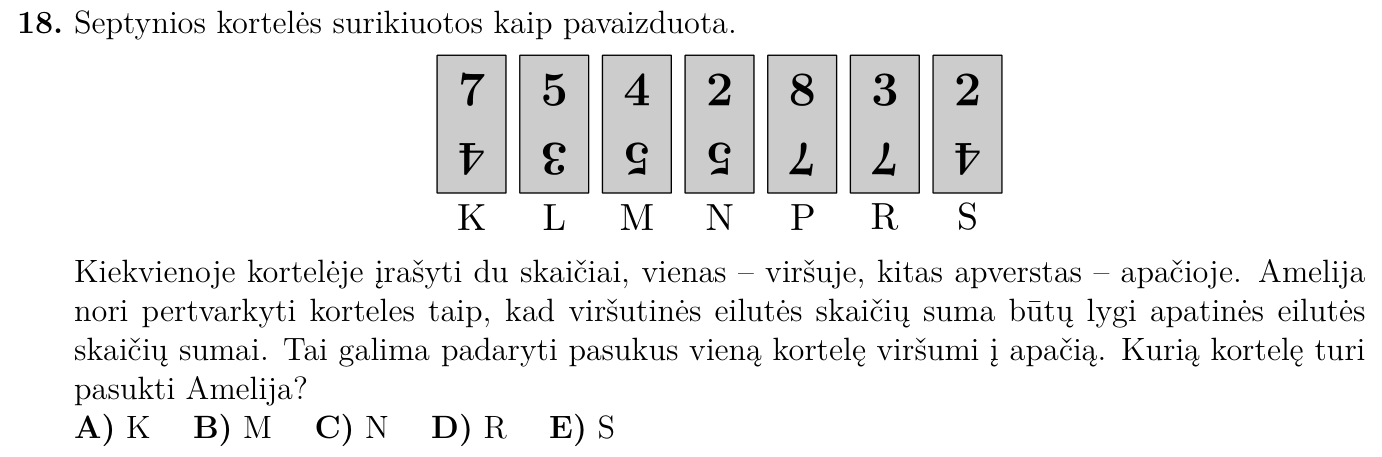 18. Septynios kortelės surikiuotos kaip pavaizduota.
7 5 4 2 8 3 2
4 3 5 5 7 7 4
K L M N P R S
Kiekvienoje kortelėje įrašyti du skaičiai, vienas – viršuje, kitas apverstas – apačioje. Amelija
nori pertvarkyti korteles taip, kad viršutinės eilutės skaičių suma būtų lygi apatinės eilutės
skaičių sumai. Tai galima padaryti pasukus vieną kortelę viršumi į apačią. Kurią kortelę turi
pasukti Amelija?
A) K B) M C) N D) R E) S